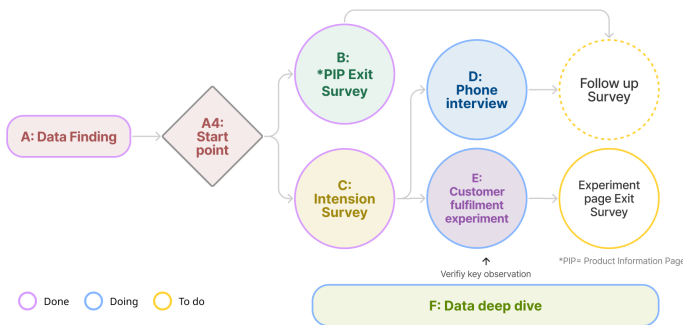 A: Data Finding
A4:
Start
point
B:
*PIP Exit
Survey
C:
Intension
Survey
D:
Phone
interview
E:
Customer
fulfilment
experiment
Follow up
Survey
Experiment
page Exit
Survey
*PIP= Product Information Page
Verifiy key observation
F: Data deep dive
Done
Doing
To do